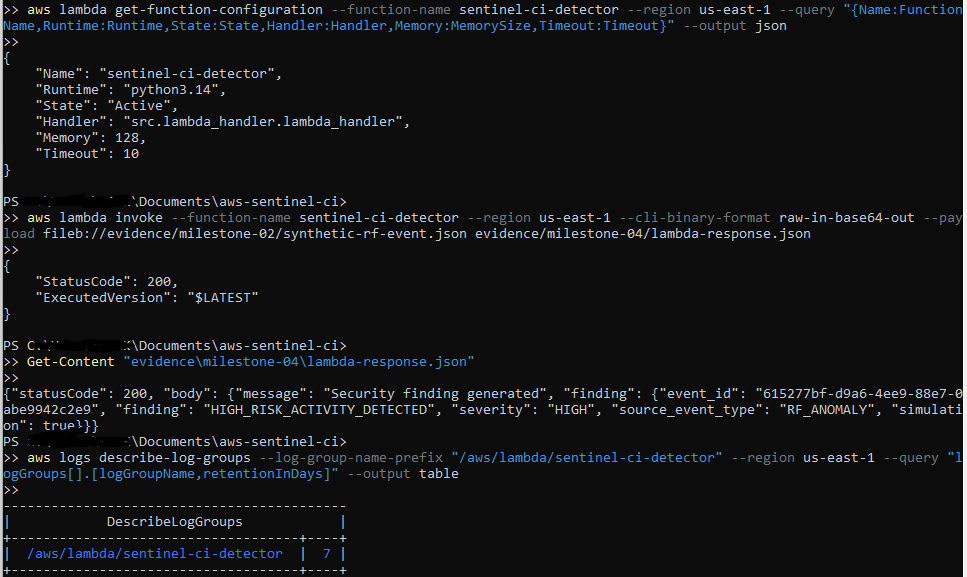 >> aws lambda get-function-configuration --function-name sentinel-ci-detector --region us-east-1 --query "{Name:Function
Name,Runtime:Runtime,State:State,Handler:Handler,Memory:MemorySize,Timeout:Timeout}" --output json
>>
{
    "Name": "sentinel-ci-detector",
    "Runtime": "python3.14",
    "State": "Active",
    "Handler": "src.lambda_handler.lambda_handler",
    "Memory": 128,
    "Timeout": 10
}
PS \Documents\aws-sentinel-ci>
>> aws lambda invoke --function-name sentinel-ci-detector --region us-east-1 --cli-binary-format raw-in-base64-out --pay
load fileb://evidence/milestone-02/synthetic-rf-event.json evidence/milestone-04/lambda-response.json
>>
{
    "StatusCode": 200,
    "ExecutedVersion": "$LATEST"
}
PS C:\ \Documents\aws-sentinel-ci>
>> Get-Content "evidence\milestone-04\lambda-response.json"
>>
{"statusCode": 200, "body": {"message": "Security finding generated", "finding": {"event_id": "615277bf-d9a6-4ee9-88e7-0
abe9942c2e9", "finding": "HIGH_RISK_ACTIVITY_DETECTED", "severity": "HIGH", "source_event_type": "RF_ANOMALY", "simulati
on": true}}}
PS \Documents\aws-sentinel-ci>
>> aws logs describe-log-groups --log-group-name-prefix "/aws/lambda/sentinel-ci-detector" --region us-east-1 --query "l
ogGroups[].[logGroupName,retentionInDays]" --output table
>>
-----------------------------------------
|           DescribeLogGroups           |
+-----------------------------------+----+
|  /aws/lambda/sentinel-ci-detector  |  7 |
+-----------------------------------+----+